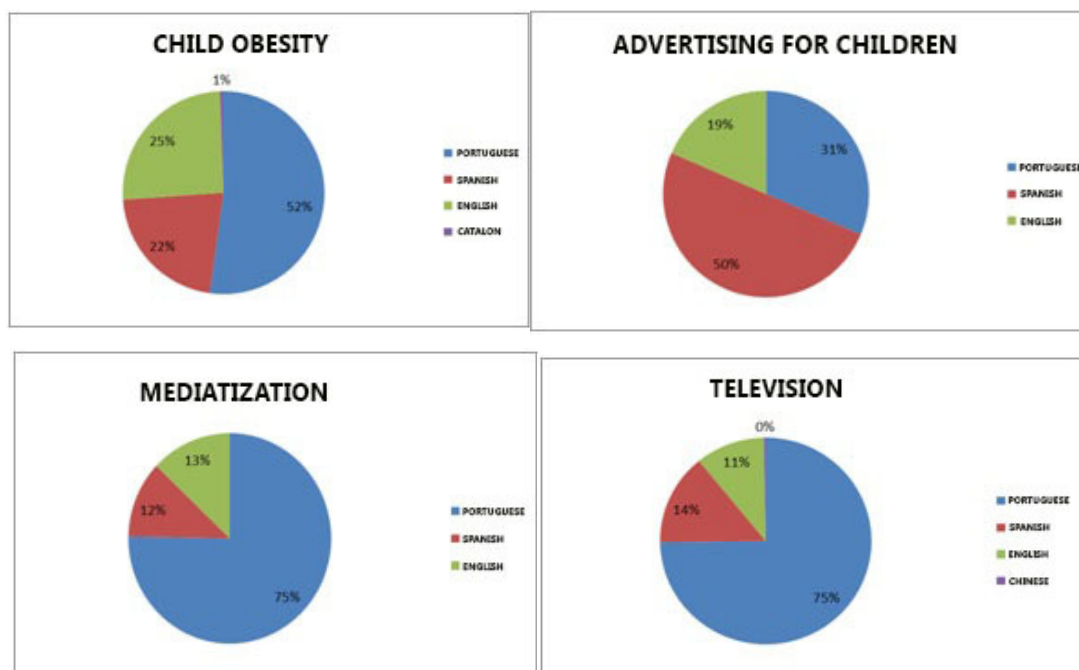 CHILD OBESITY
1%
25%
52%
22%
PORTUGUESE
SPANISH
ENGLISH
CATALON
ADVERTISING FOR CHILDREN
19%
31%
50%
PORTUGUESE
SPANISH
ENGLISH
MEDIATIZATION
13%
12%
75%
PORTUGUESE
SPANISH
ENGLISH
TELEVISION
0%
11%
14%
75%
PORTUGUESE
SPANISH
ENGLISH
CHINESE